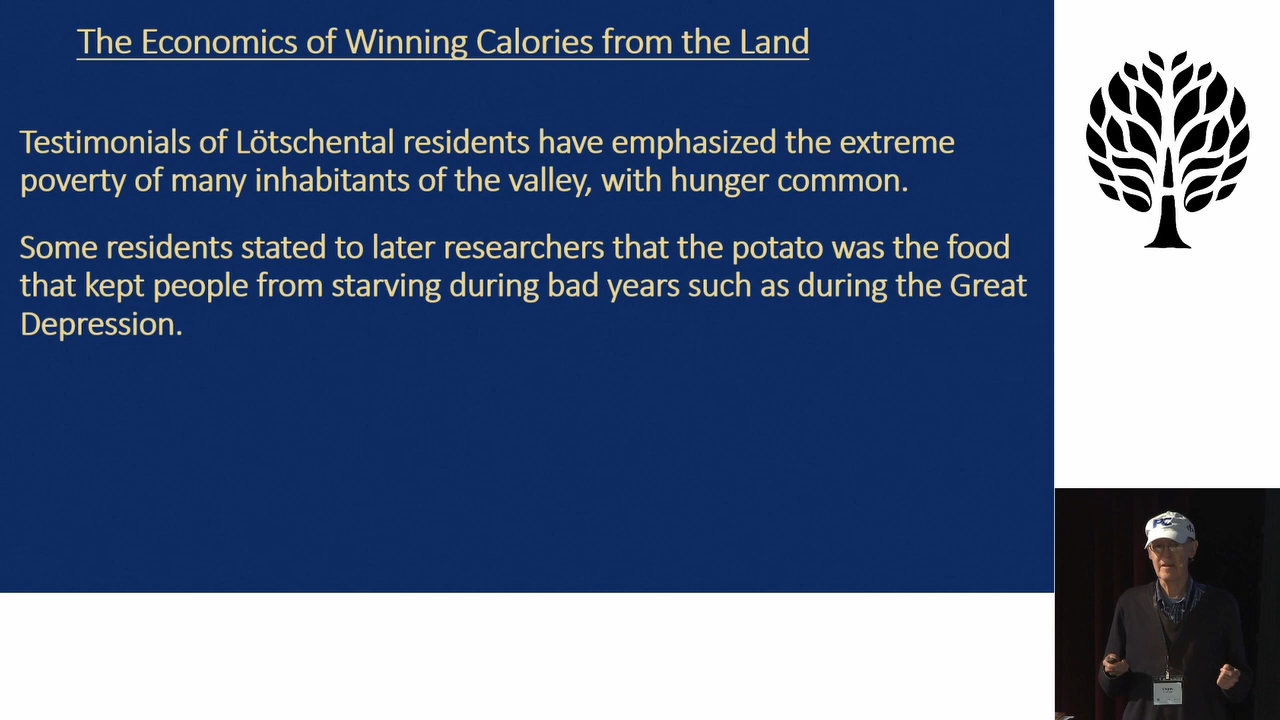 The Economics of Winning Calories from the Land
Testimonials of Lötschental residents have emphasized the extreme
poverty of many inhabitants of the valley, with hunger common.
Some residents stated to later researchers that the potato was the food
that kept people from starving during bad years such as during the Great
Depression.